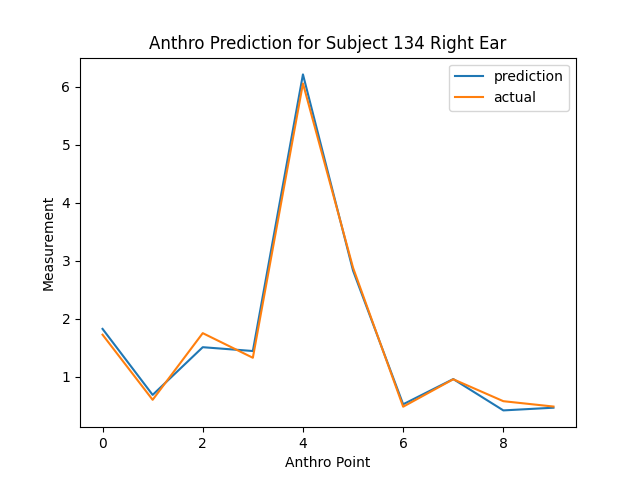 Anthro Prediction for Subject 134 Right Ear
prediction
actual
Measurement
6
5
4
3
2
1
0 2 4 6 8
Anthro Point